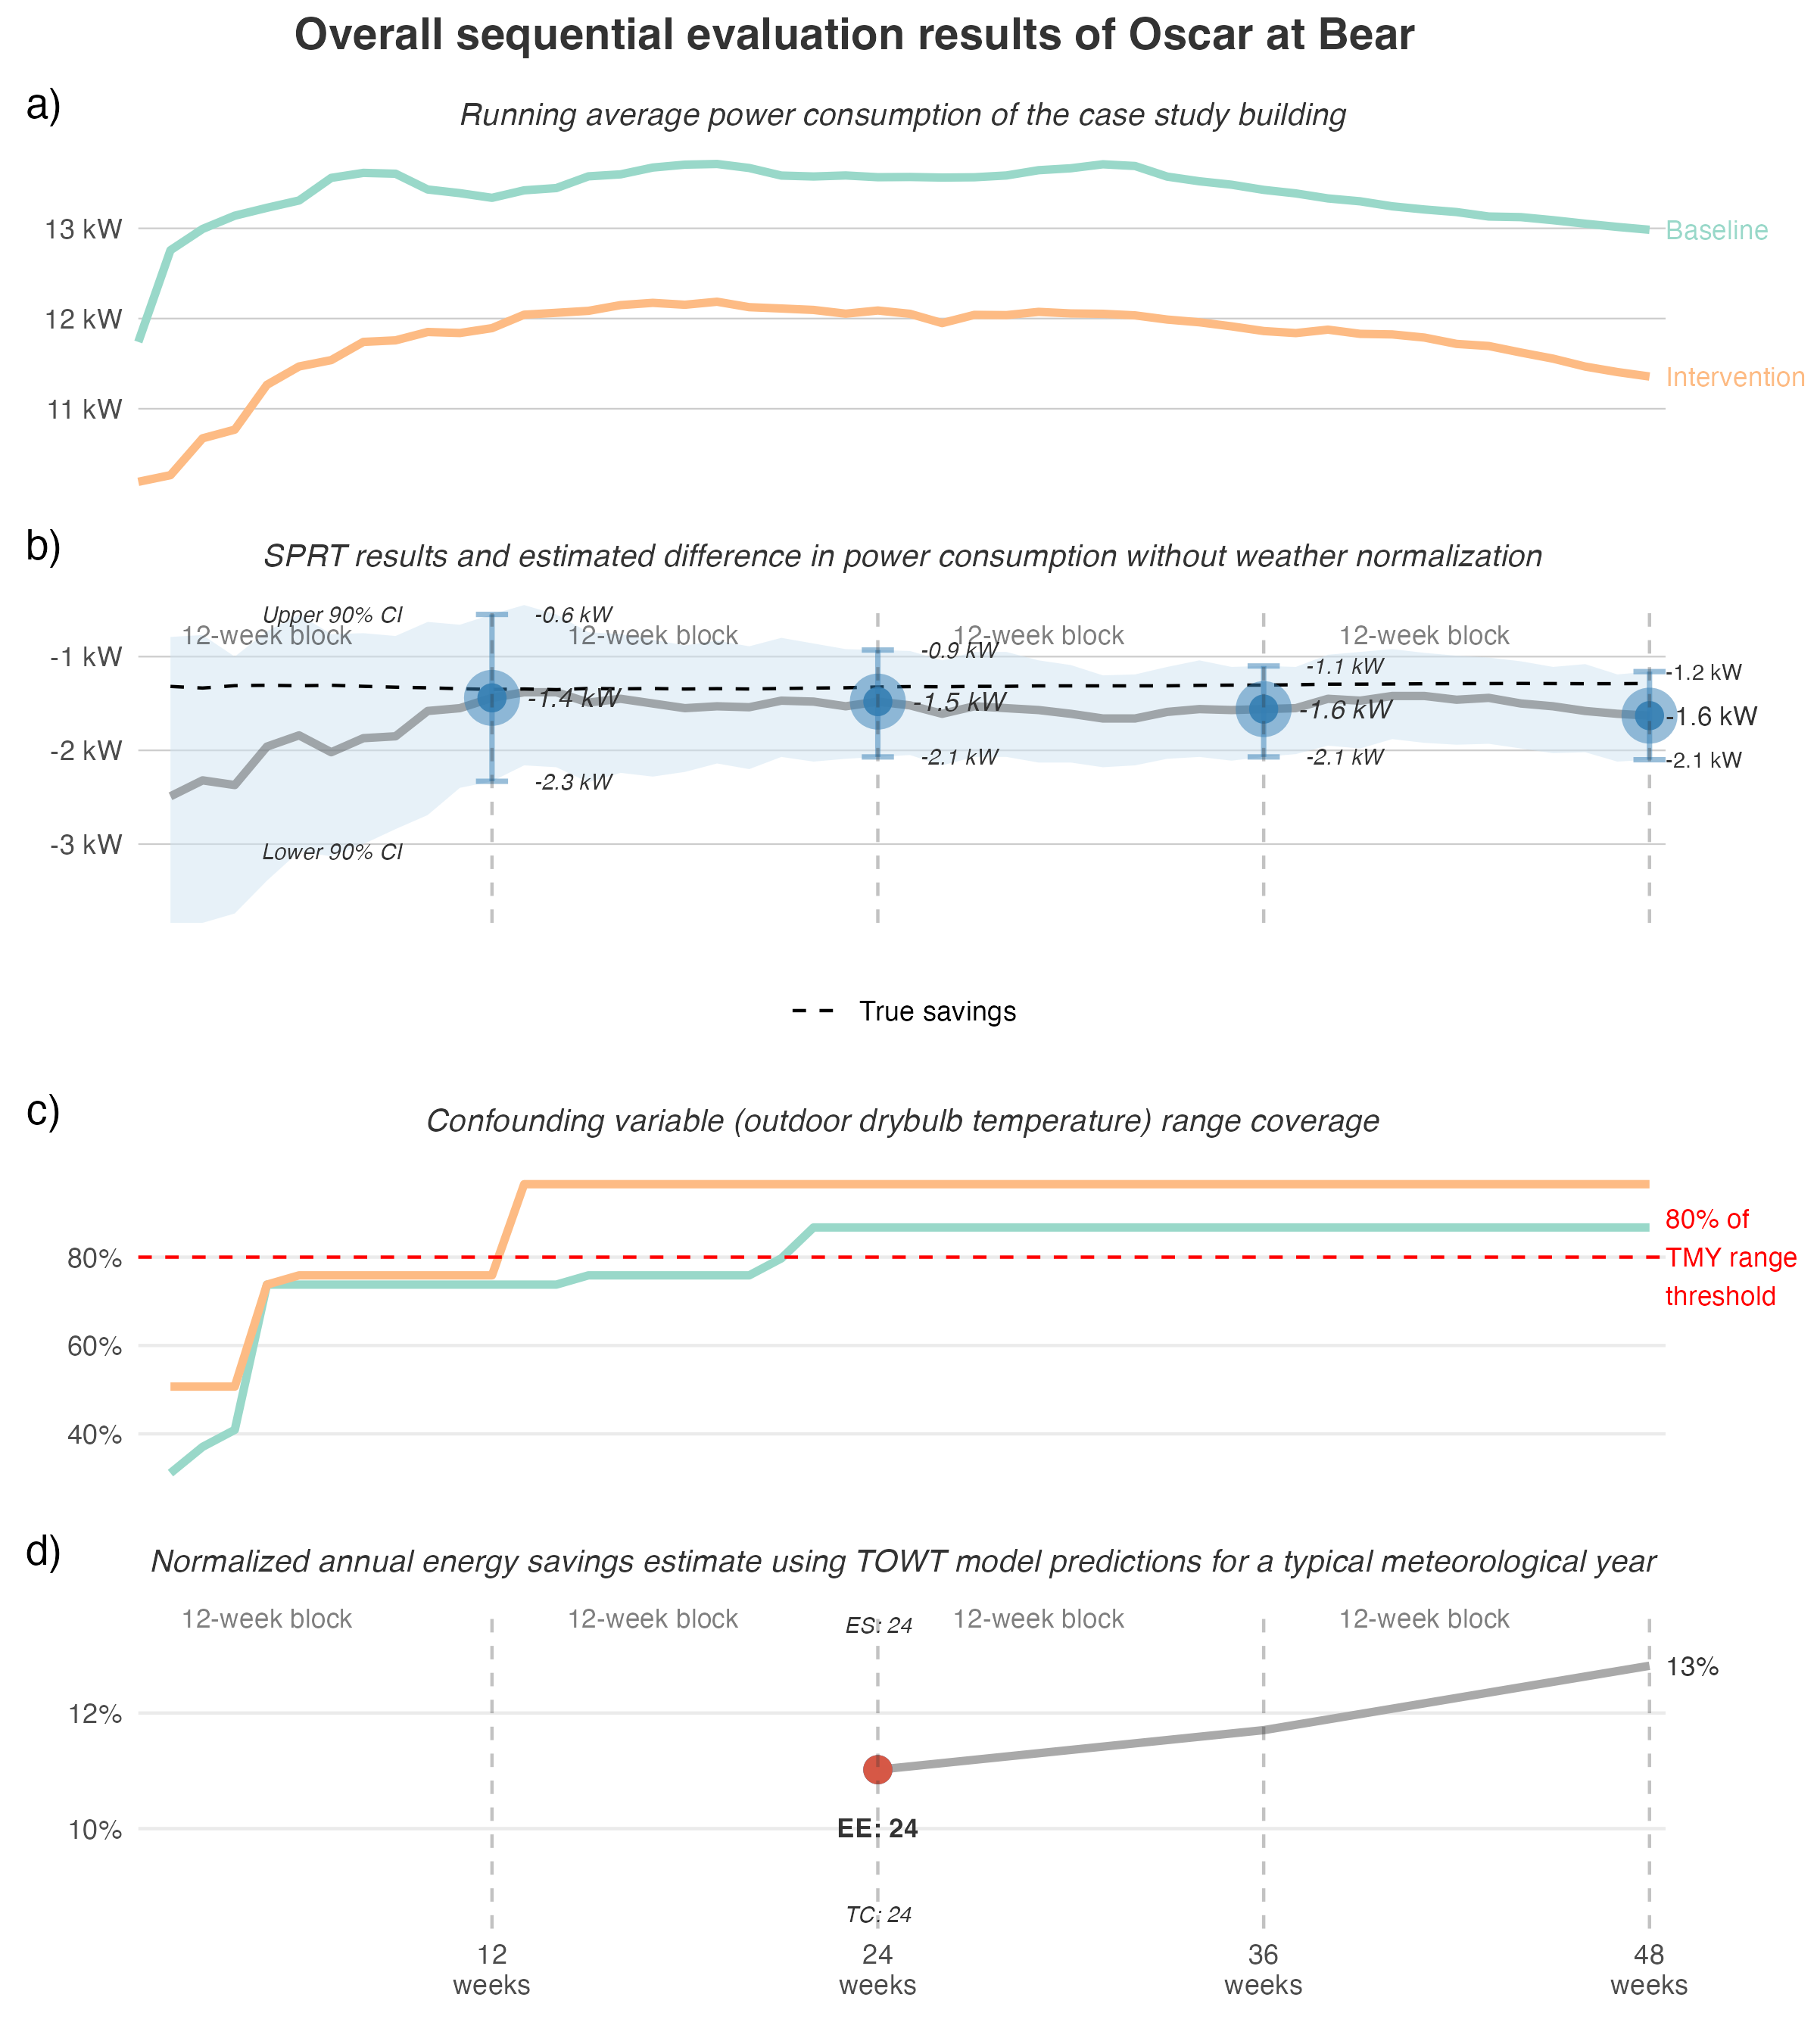 Overall sequential evaluation results of Oscar at Bear
a)
Running average power consumption of the case study building
13 kW
12 kW
11 kW
Baseline
Intervention
b)
SPRT results and estimated difference in power consumption without weather normalization
Upper 90% CI
-0.6 kW
12-week block
12-week block
12-week block
12-week block
-0.9 kW
-1.1 kW
-1.2 kW
-1 kW
-1.4 kW
-1.5 kW
-1.6 kW
-1.6 kW
-2 kW
-2.3 kW
-2.1 kW
-2.1 kW
-2.1 kW
-3 kW
Lower 90% CI
True savings
c)
Confounding variable (outdoor drybulb temperature) range coverage
80%
60%
40%
80% of
TMY range
threshold
d)
Normalized annual energy savings estimate using TOWT model predictions for a typical meteorological year
12-week block
12-week block
ES: 24
12-week block
12-week block
13%
12%
10%
EE: 24
TC: 24
12
weeks
24
weeks
36
weeks
48
weeks